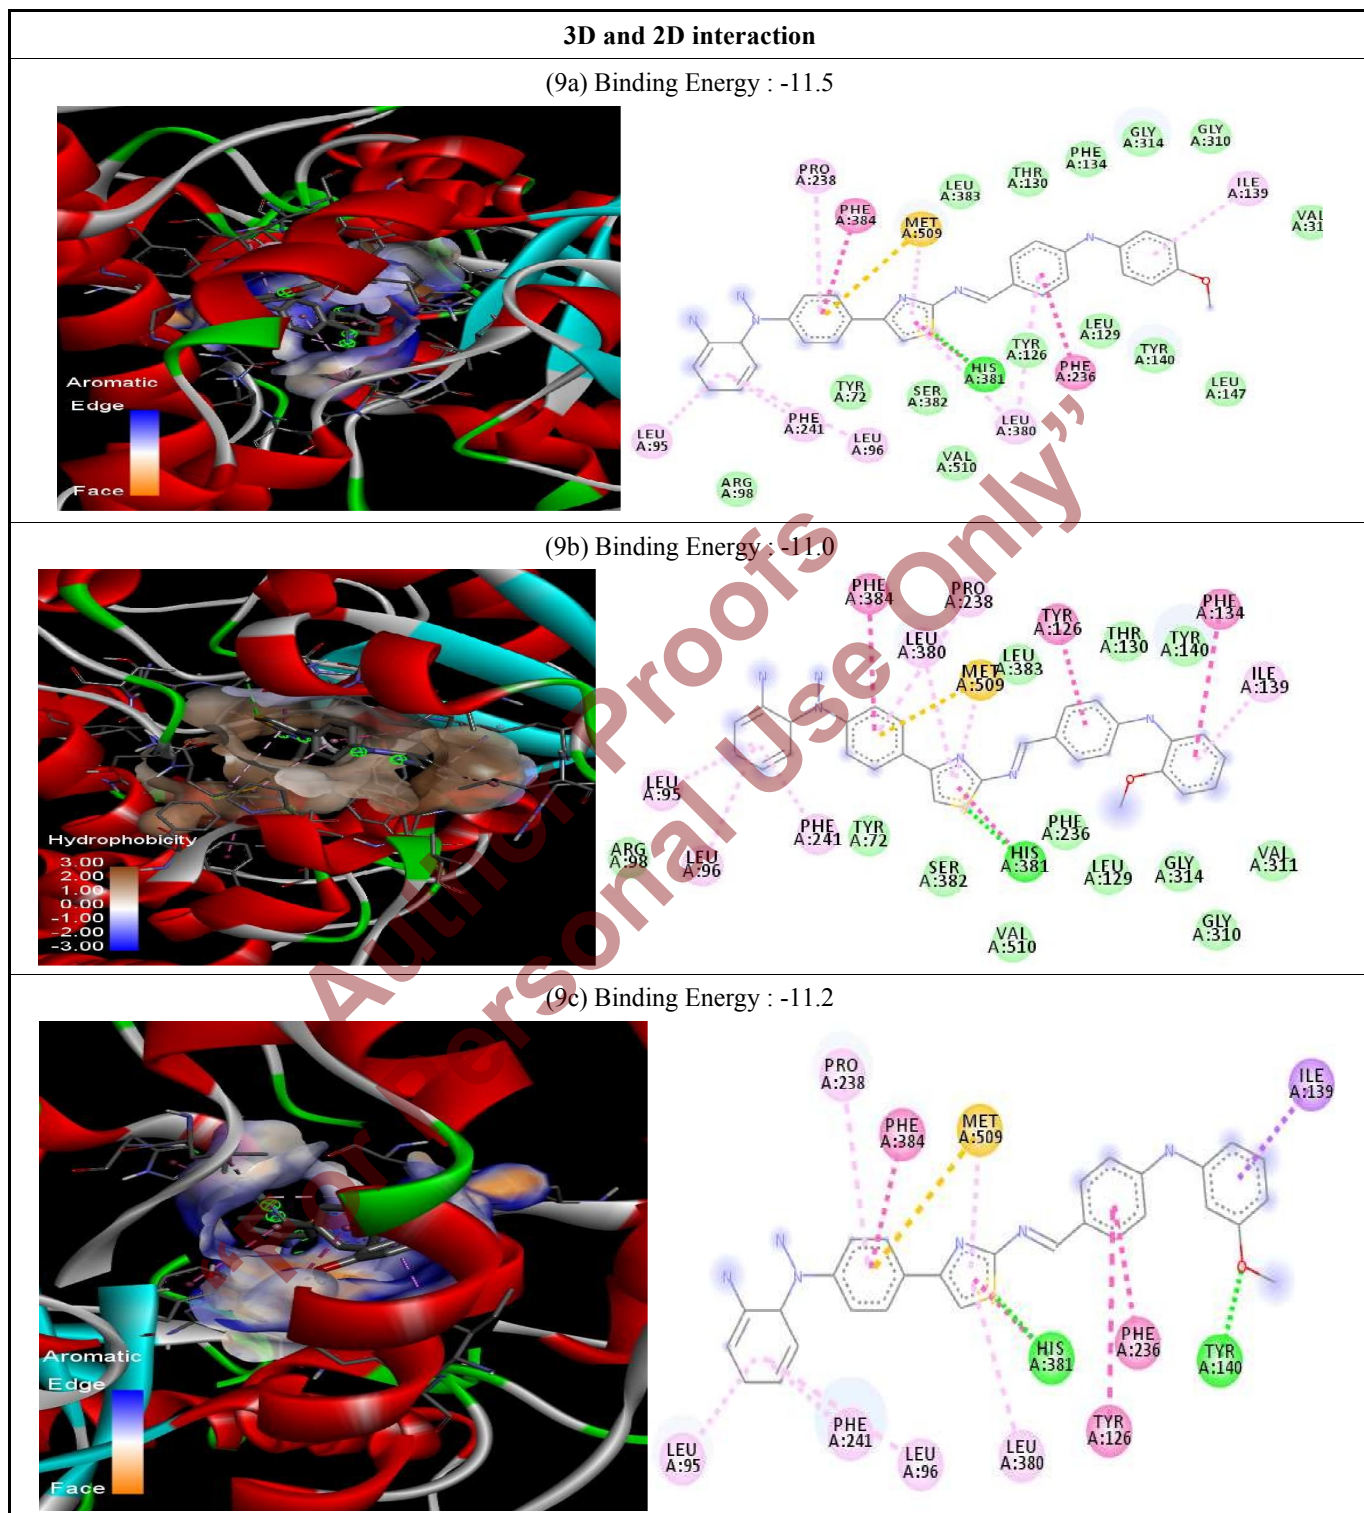 3D and 2D interaction
(9a) Binding Energy : -11.5
Aromatic
Edge
Face
PRO
A:238
PHE
A:384
MET
A:509
LEU
A:383
THR
A:130
PHE
A:134
GLY
A:314
GLY
A:310
ILE
A:139
VAL
A:31
N
N
N
N
N
S
N
O
LEU
A:95
ARG
A:98
PHE
A:241
TYR
A:72
LEU
A:96
SER
A:382
VAL
A:510
HIS
A:381
TYR
A:126
LEU
A:380
PHE
A:236
LEU
A:129
TYR
A:140
LEU
A:147
(9b) Binding Energy : -11.0
Hydrophobicity
3.00
2.00
1.00
0.00
-1.00
-2.00
-3.00
PHE
A:384
PRO
A:238
LEU
A:380
MET
A:509
LEU
A:383
TYR
A:126
THR
A:130
TYR
A:140
PHE
A:134
ILE
A:139
N
N
N
N
S
N
N
O
LEU
A:95
ARG
A:98
LEU
A:96
PHE
A:241
TYR
A:72
SER
A:382
VAL
A:510
HIS
A:381
PHE
A:236
LEU
A:129
GLY
A:314
GLY
A:310
VAL
A:311
(9c) Binding Energy : -11.2
Aromatic
Edge
Face
PRO
A:238
PHE
A:384
MET
A:509
ILE
A:139
N
N
N
N
N
S
N
O
LEU
A:95
PHE
A:241
LEU
A:96
LEU
A:380
HIS
A:381
TYR
A:126
PHE
A:236
TYR
A:140
Author Proofs
Personal Use Only”